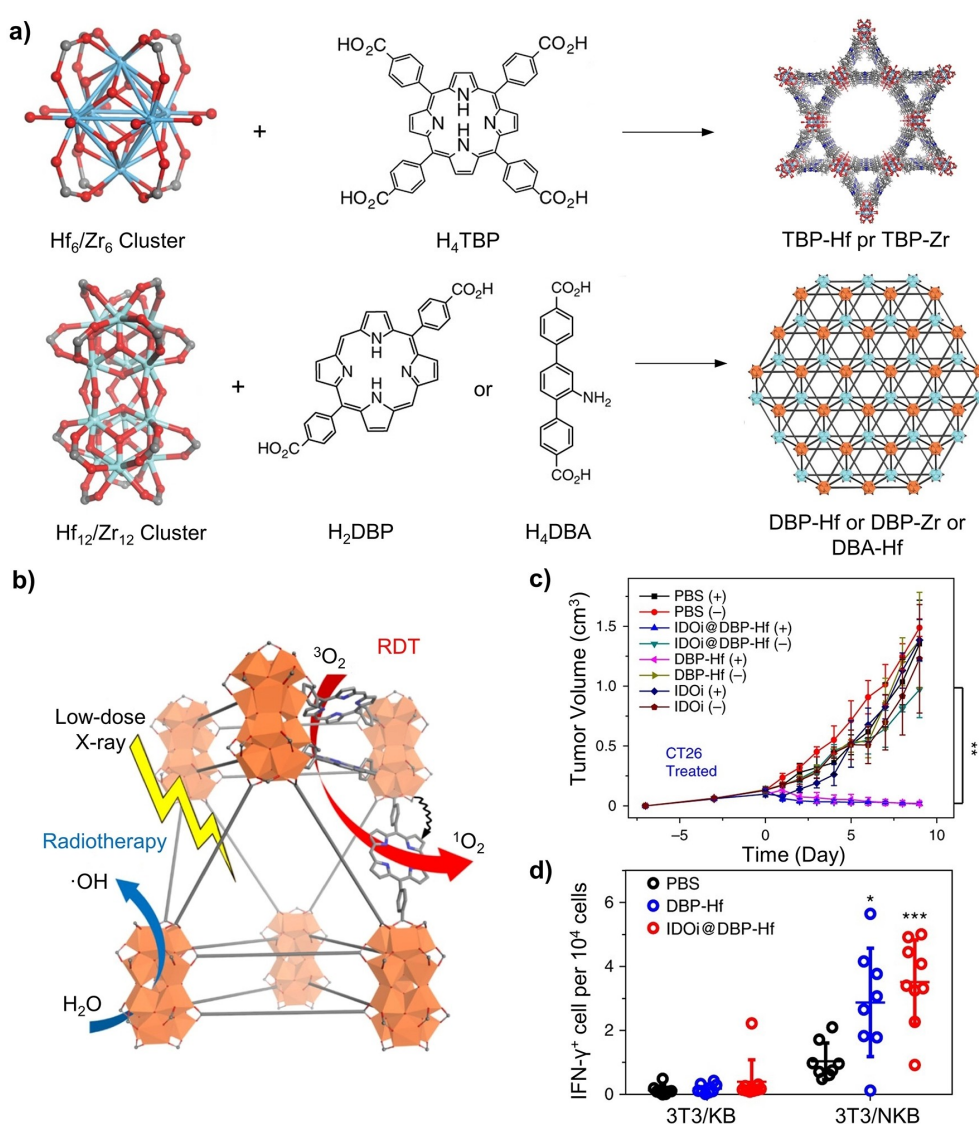 a)
HO₂C
CO₂H
N
H
N
N
H
N
HO₂C
CO₂H
+
Hf₆/Zr₆ Cluster
H₄TBP
TBP-Hf pr TBP-Zr
CO₂H
CO₂H
N
H
N
N
H
N
HO₂C
+
or
NH₂
CO₂H
Hf₁₂/Zr₁₂ Cluster
H₂DBP
H₄DBA
DBP-Hf or DBP-Zr or
DBA-Hf
b)
³O₂
RDT
Low-dose
X-ray
Radiotherapy
·OH
¹O₂
H₂O
c)
Tumor Volume (cm³)
1.5
1.0
0.5
0
PBS (+)
PBS (–)
IDOi@DBP-Hf (+)
IDOi@DBP-Hf (–)
DBP-Hf (+)
DBP-Hf (–)
IDOi (+)
IDOi (–)
CT26
Treated
**
–5
0
5
10
Time (Day)
d)
IFN-γ⁺ cell per 10⁴ cells
6
4
2
0
PBS
DBP-Hf
IDOi@DBP-Hf
*
***
3T3/KB
3T3/NKB